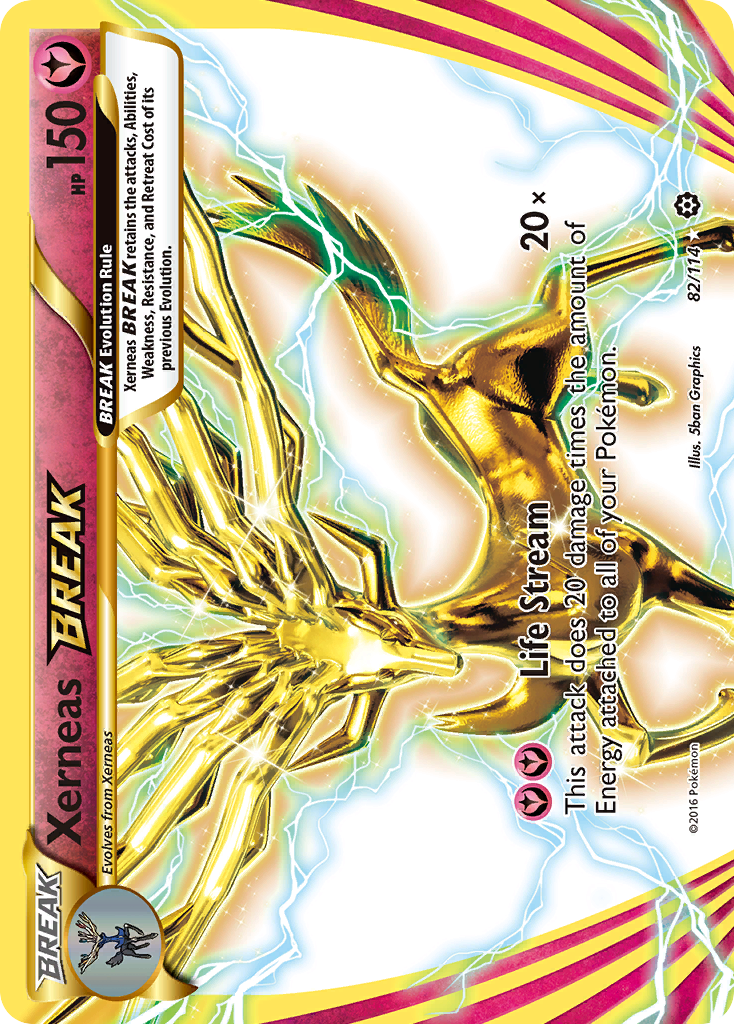 BREAK
Xerneas BREAK
HP 150
Evolves from Xerneas
BREAK Evolution Rule
Xerneas BREAK retains the attacks, Abilities,
Weakness, Resistance, and Retreat Cost of its
previous Evolution.
Life Stream 20×
This attack does 20 damage times the amount of
Energy attached to all of your Pokémon.
Illus. 5ban Graphics
©2016 Pokémon
82/114 ★